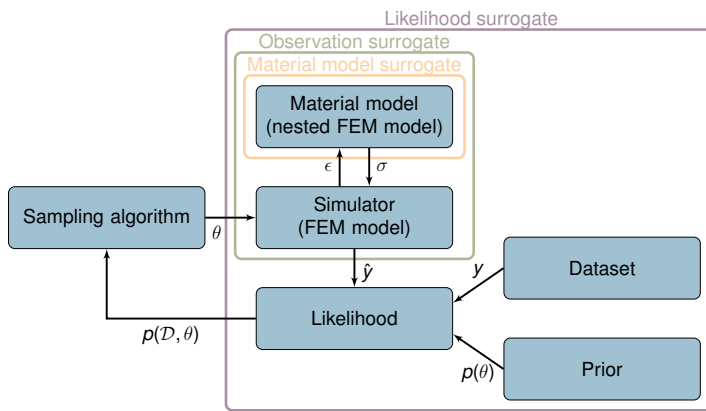 Likelihood surrogate
Observation surrogate
Material model surrogate
Material model
(nested FEM model)
ϵ
σ
Sampling algorithm
θ
Simulator
(FEM model)
ŷ
y
Dataset
Likelihood
p(𝒟, θ)
p(θ)
Prior